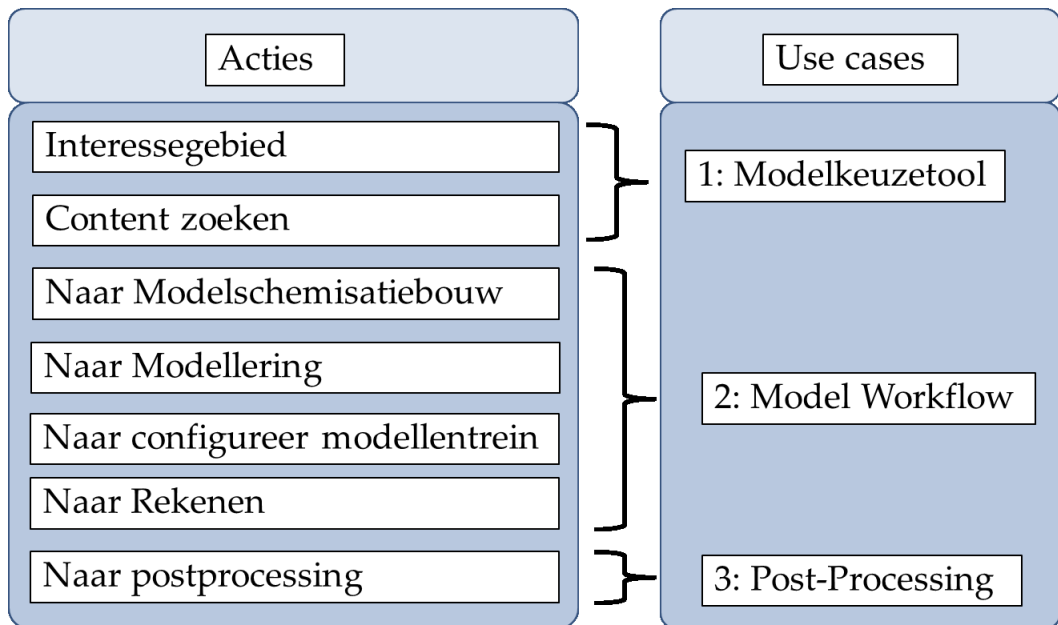 Acties
Use cases
Interessegebied
Content zoeken
1: Modelkeuzetool
Naar Modelschemisatiebouw
Naar Modellering
Naar configureer modellentrein
Naar Rekenen
2: Model Workflow
Naar postprocessing
3: Post-Processing